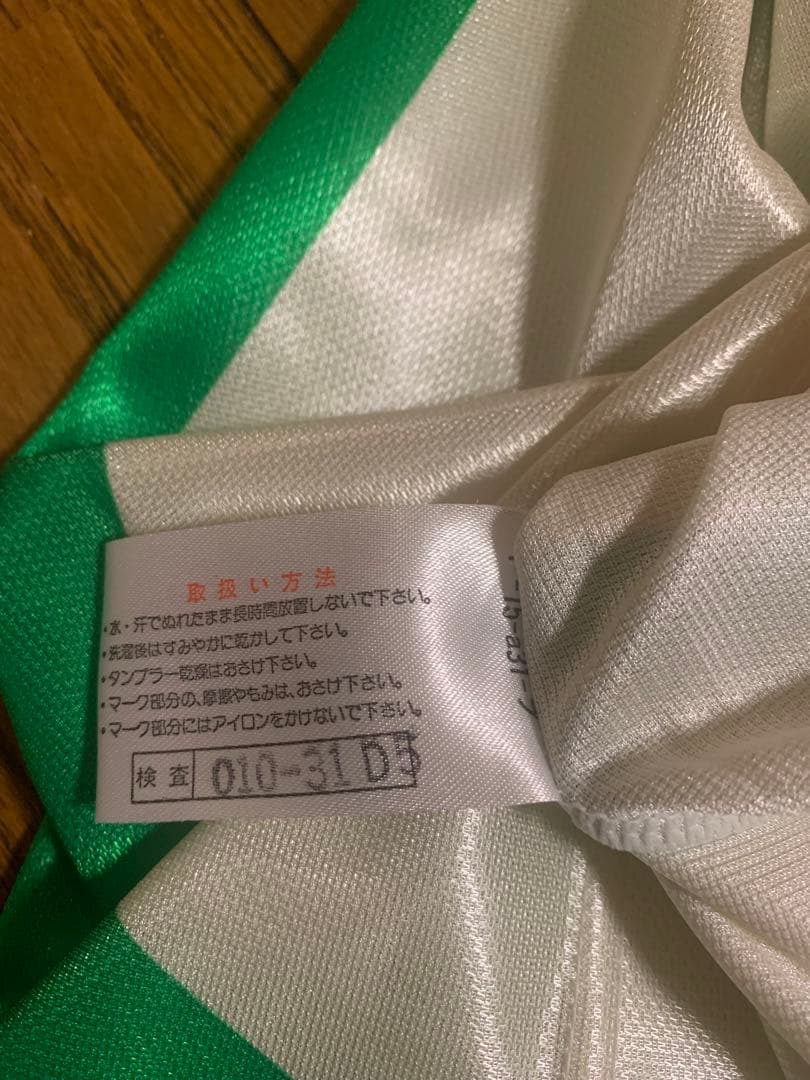 取扱い方法
・水・汗でぬれたまま長時間放置しないで下さい。
・洗濯後はすみやかに乾かして下さい。
・タンブラー乾燥はおさけ下さい。
・マーク部分の、摩擦やもみは、おさけ下さい。
・マーク部分にはアイロンをかけないで下さい。
検査 010-31 D5
-15-a31-